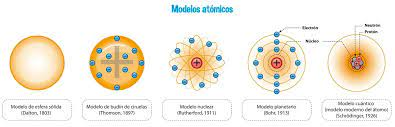 Modelos atómicos
Electrón
Núcleo
Neutrón
Protón
Modelo de esfera sólida
(Dalton, 1803)
Modelo de budín de ciruelas
(Thomson, 1897)
Modelo nuclear
(Rutherford, 1911)
Modelo planetario
(Bohr, 1913)
Modelo cuántico
(modelo moderno del átomo)
(Schrödinger, 1926)